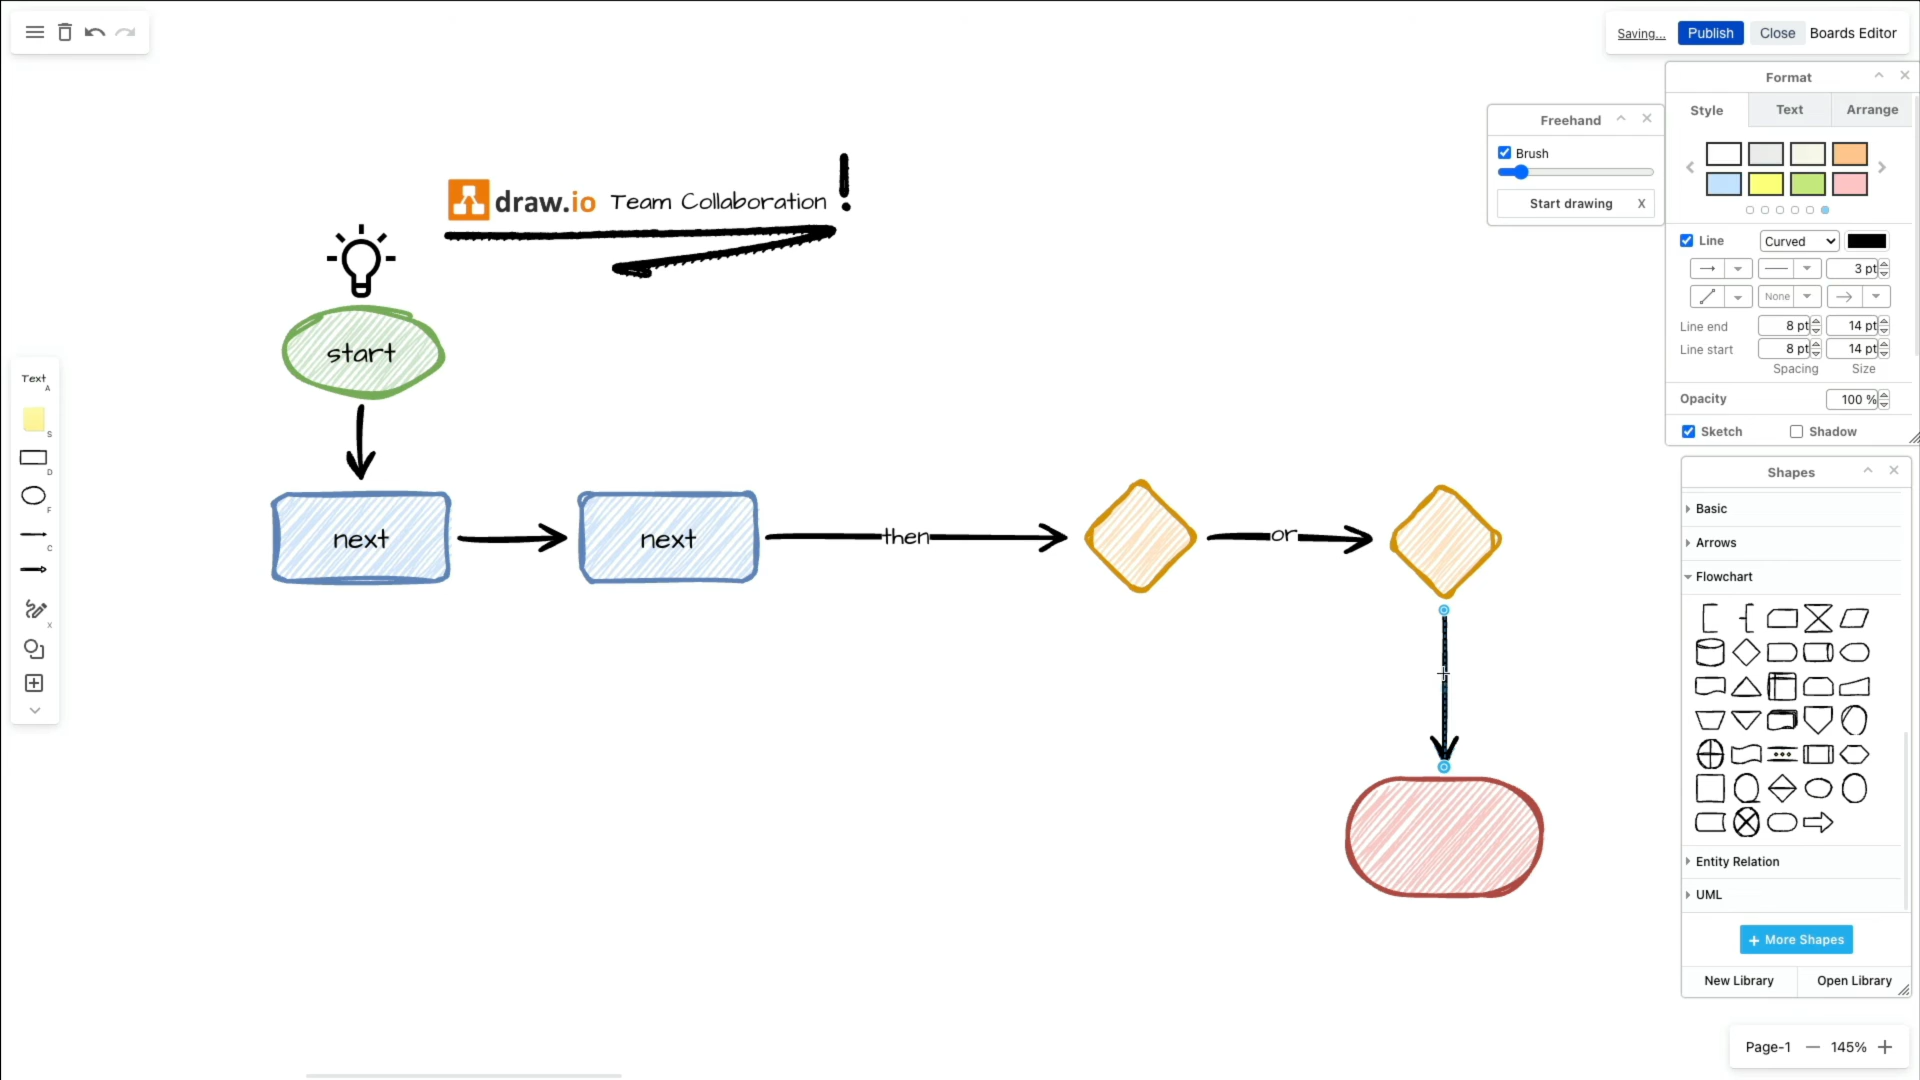 Saving... Publish Close Boards Editor
Format
Style Text Arrange
Freehand
Brush
Start drawing X
draw.io Team Collaboration !
Line Curved
3 pt
None
Line end 8 pt 14 pt
Line start 8 pt 14 pt
Spacing Size
Opacity 100 %
Sketch Shadow
start
Text
A
S
D
F
C
X
next next then or
Shapes
Basic
Arrows
Flowchart
Entity Relation
UML
+ More Shapes
New Library Open Library
Page-1 — 145% +